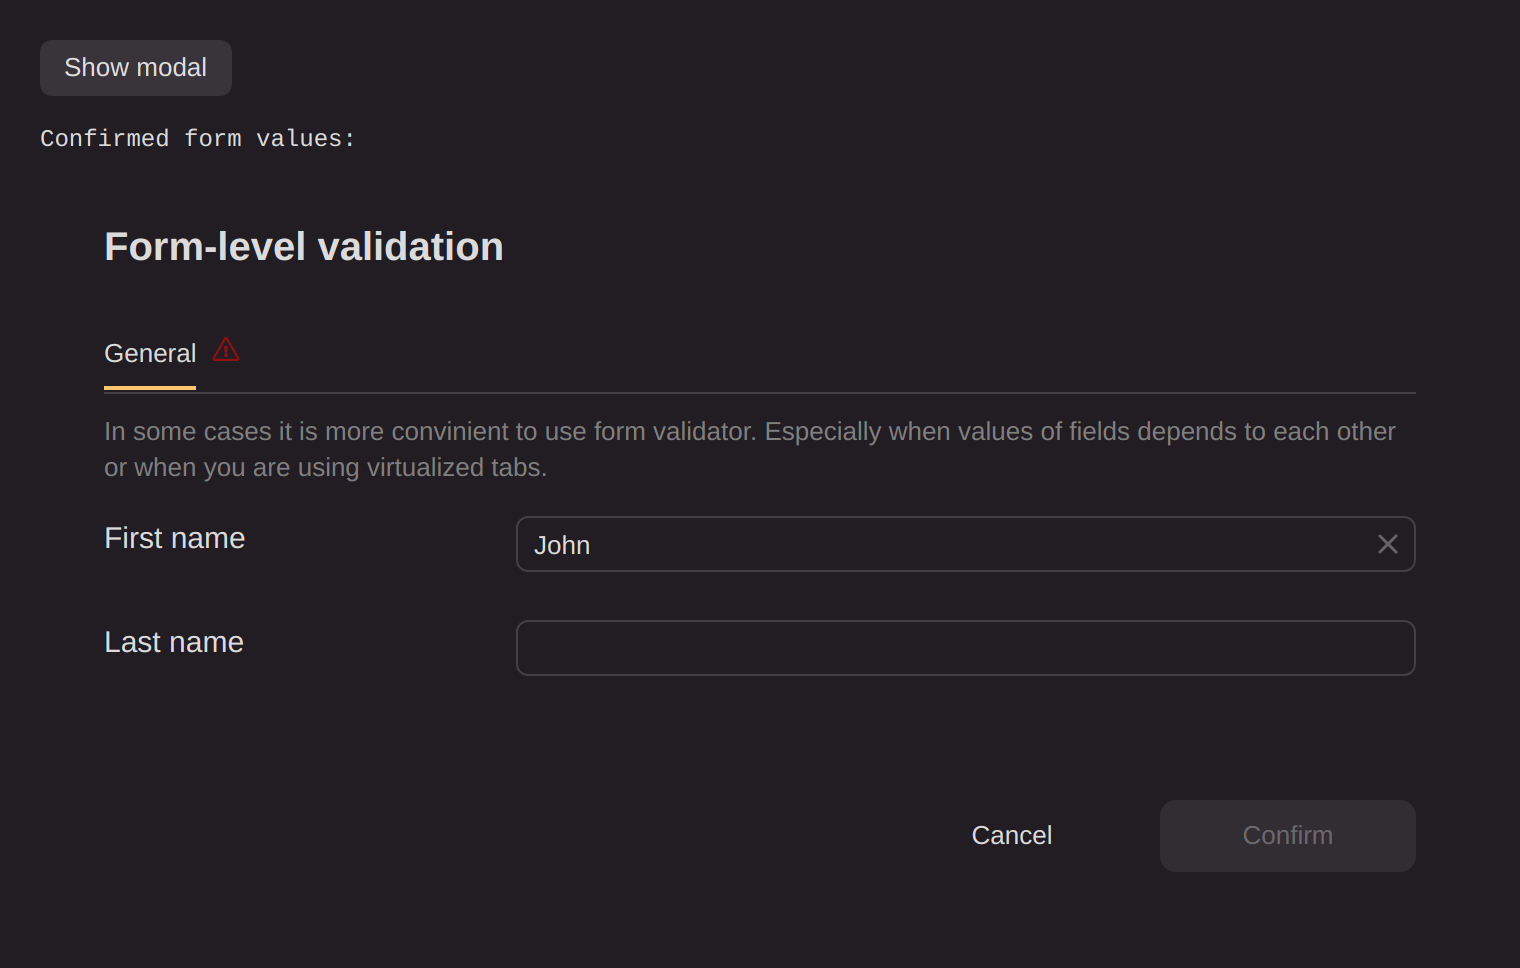 Show modal
Confirmed form values:
Form-level validation
General
In some cases it is more convinient to use form validator. Especially when values of fields depends to each other
or when you are using virtualized tabs.
First name
John
Last name
Cancel
Confirm